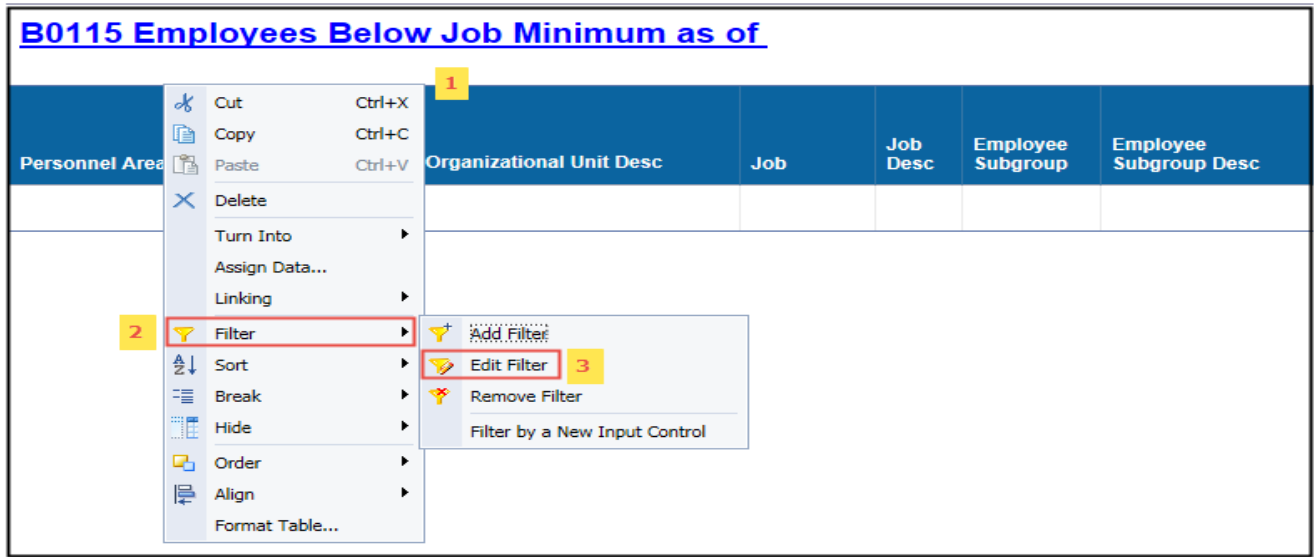 B0115 Employees Below Job Minimum as of
1
Cut Ctrl+X
Copy Ctrl+C
Paste Ctrl+V
Delete
Turn Into
Assign Data...
Linking
2
Filter
Sort
Break
Hide
Order
Align
Format Table...
Add Filter
Edit Filter 3
Remove Filter
Filter by a New Input Control
Personnel Area
Organizational Unit Desc
Job
Job
Desc
Employee
Subgroup
Employee
Subgroup Desc